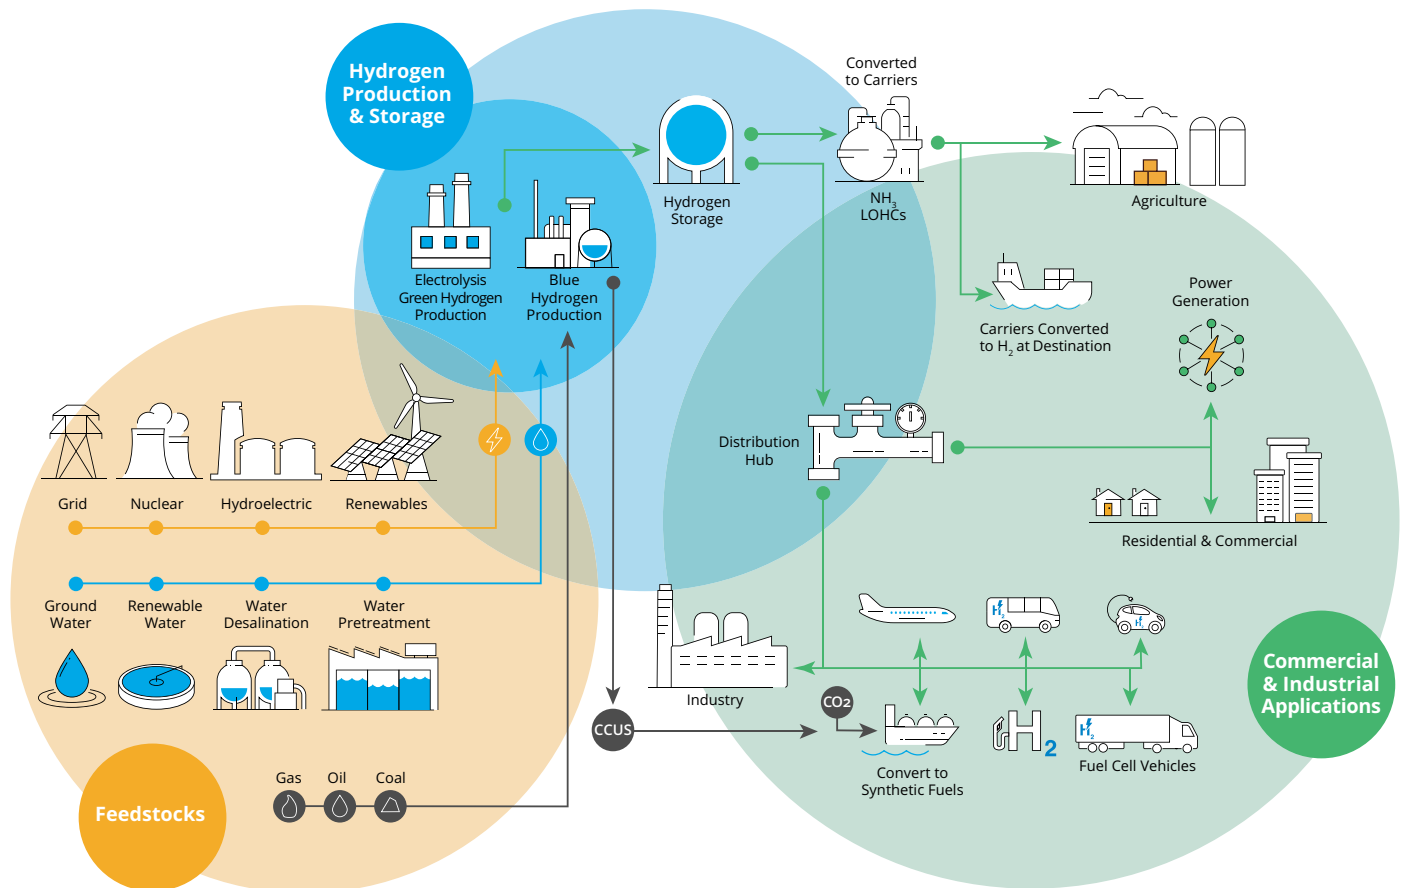 Hydrogen
Production
& Storage
Converted
to Carriers
Hydrogen
Storage
NH3
LOHCs
Agriculture
Electrolysis
Green Hydrogen
Production
Blue
Hydrogen
Production
Carriers Converted
to H2 at Destination
Power
Generation
Distribution
Hub
Residential & Commercial
Grid
Nuclear
Hydroelectric
Renewables
Ground
Water
Renewable
Water
Water
Desalination
Water
Pretreatment
Industry
H2
H2
Commercial
& Industrial
Applications
CCUS
CO2
Convert to
Synthetic Fuels
H2
H2
Fuel Cell Vehicles
Feedstocks
Gas
Oil
Coal